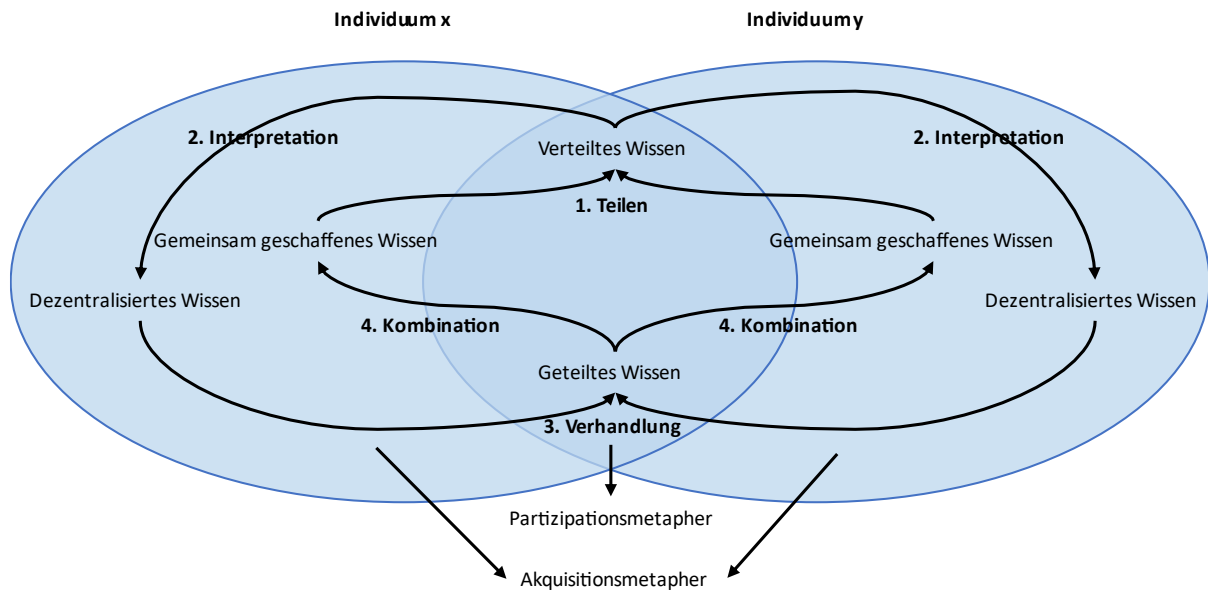 Individuum x
Individuum y
2. Interpretation
2. Interpretation
Verteiltes Wissen
1. Teilen
Gemeinsam geschaffenes Wissen
Gemeinsam geschaffenes Wissen
Dezentralisiertes Wissen
Dezentralisiertes Wissen
4. Kombination
4. Kombination
Geteiltes Wissen
3. Verhandlung
Partizipationsmetapher
Akquisitionsmetapher